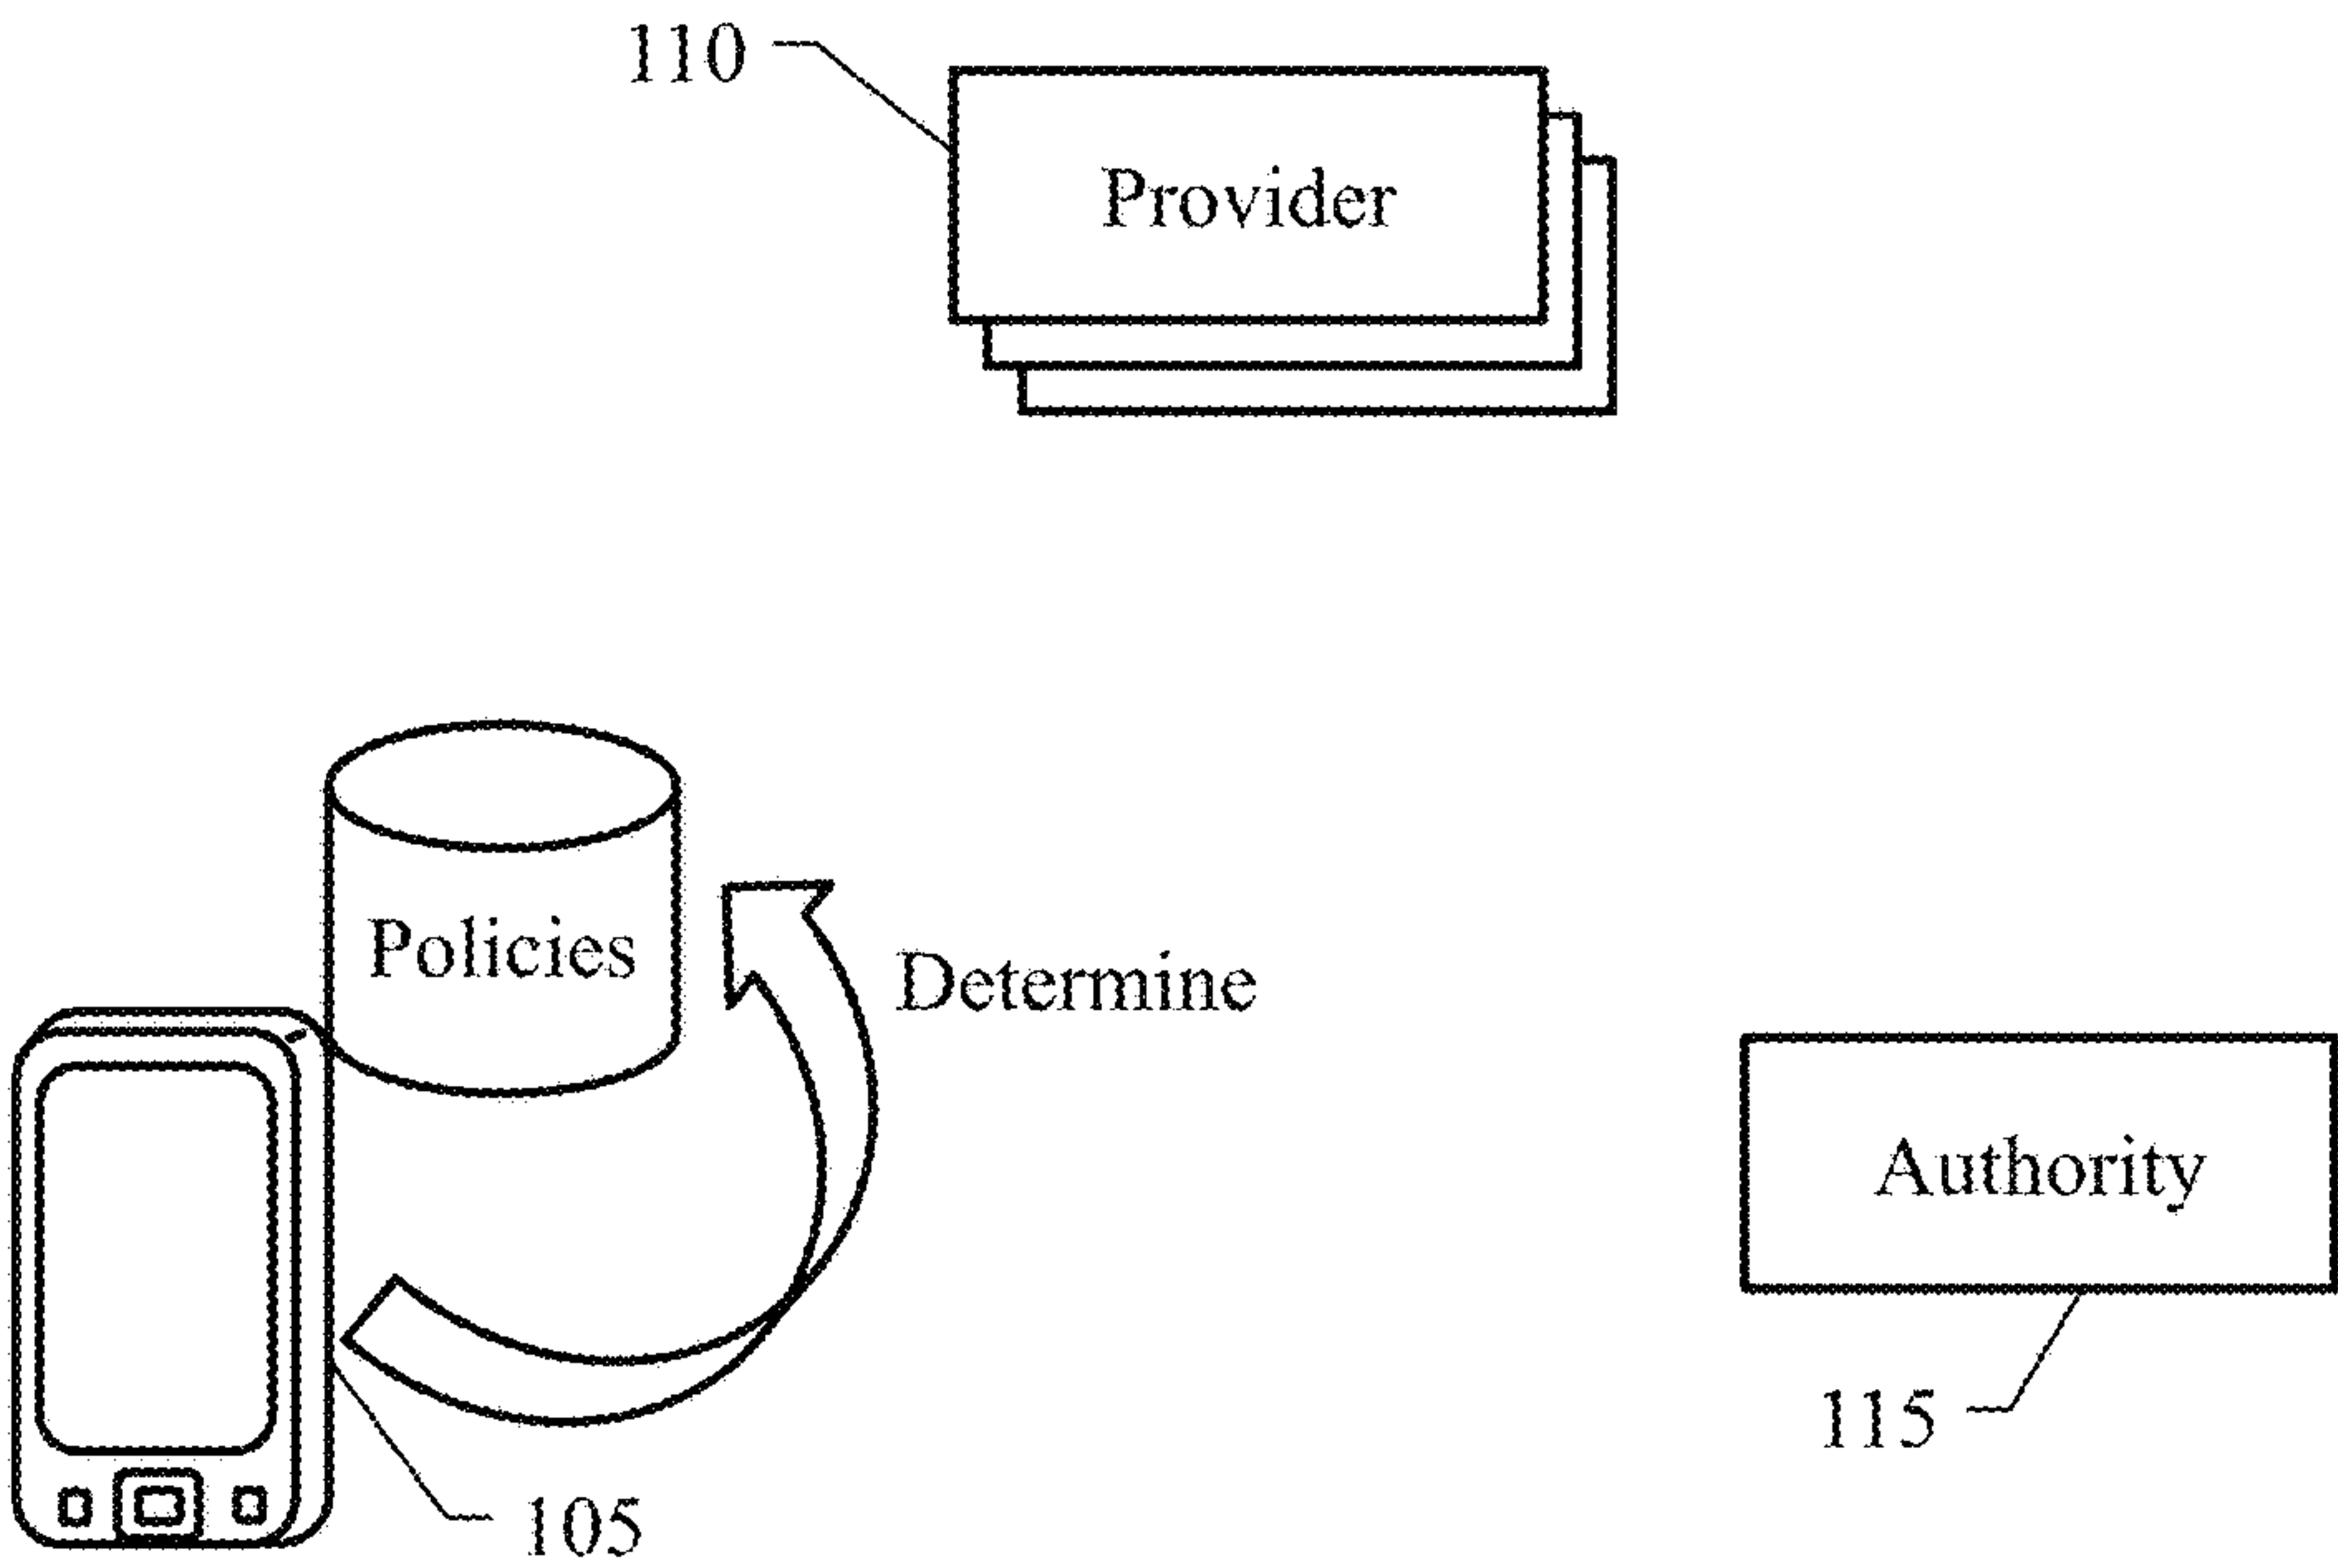 110
Provider
Policies
Determine
Authority
115
105